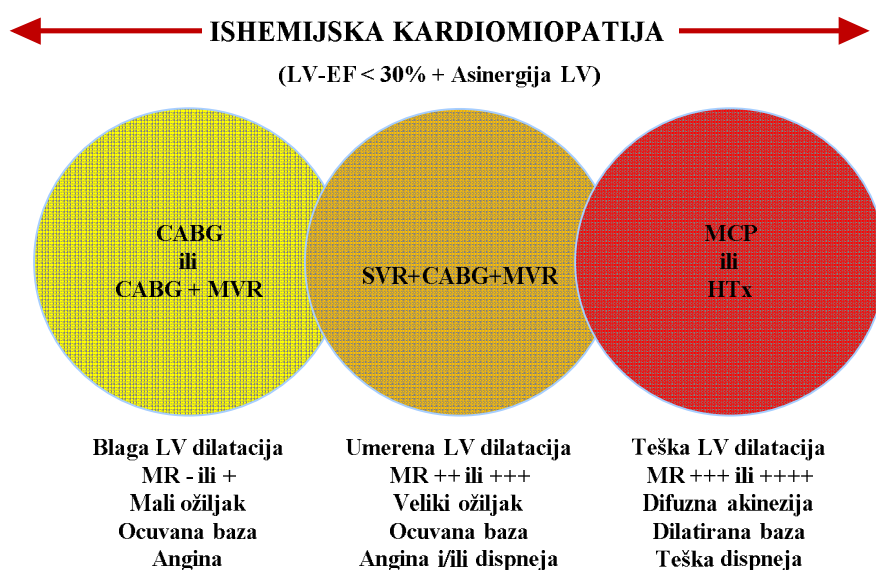 ISHEMIJSKA KARDIOMIOPATIJA
(LV-EF < 30% + Asinergija LV)
CABG
ili
CABG + MVR
SVR+CABG+MVR
MCP
ili
HTx
Blaga LV dilatacija
MR - ili +
Mali ožiljak
Ocuvana baza
Angina
Umerena LV dilatacija
MR ++ ili +++
Veliki ožiljak
Ocuvana baza
Angina i/ili dispneja
Teška LV dilatacija
MR +++ ili ++++
Difuzna akinezija
Dilatirana baza
Teška dispneja